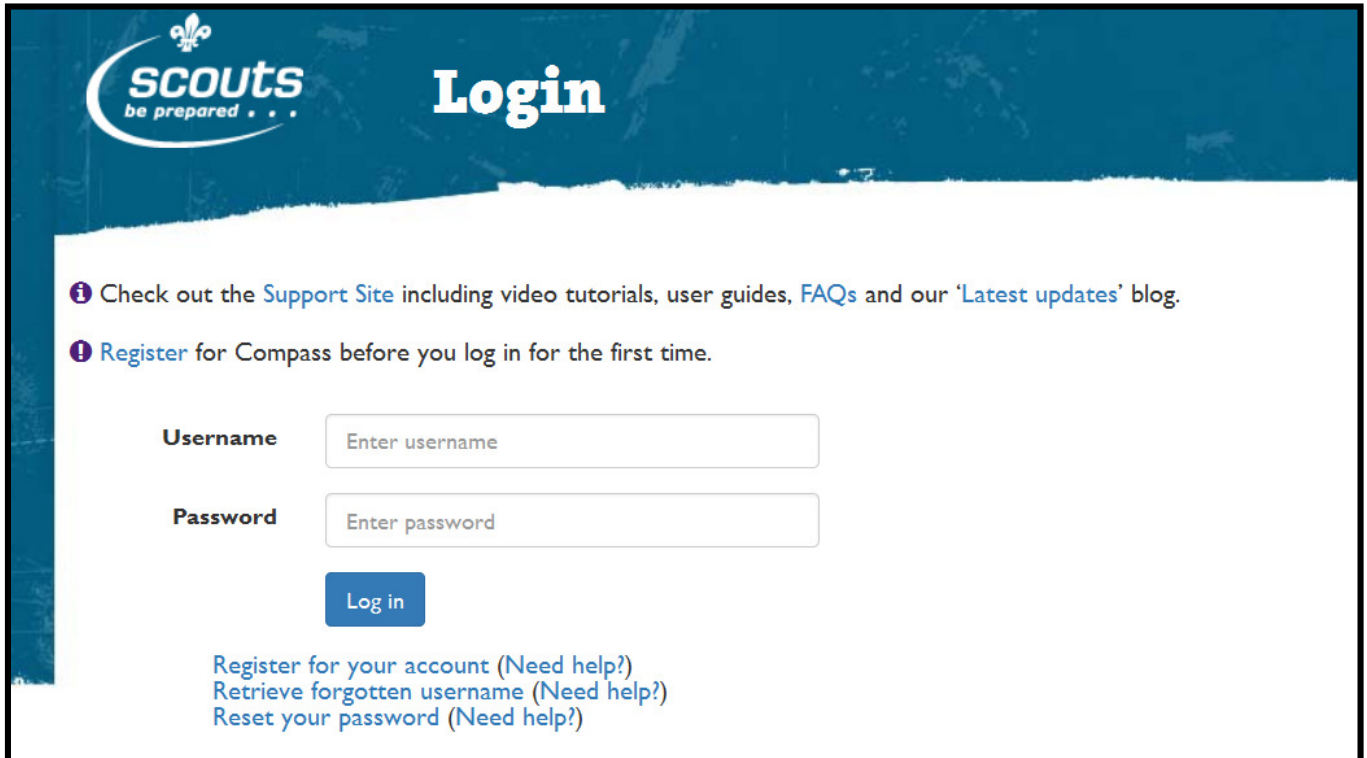 scouts
be prepared . . .
Login
Check out the Support Site including video tutorials, user guides, FAQs and our ‘Latest updates’ blog.
Register for Compass before you log in for the first time.
Username
Enter username
Password
Enter password
Log in
Register for your account (Need help?)
Retrieve forgotten username (Need help?)
Reset your password (Need help?)